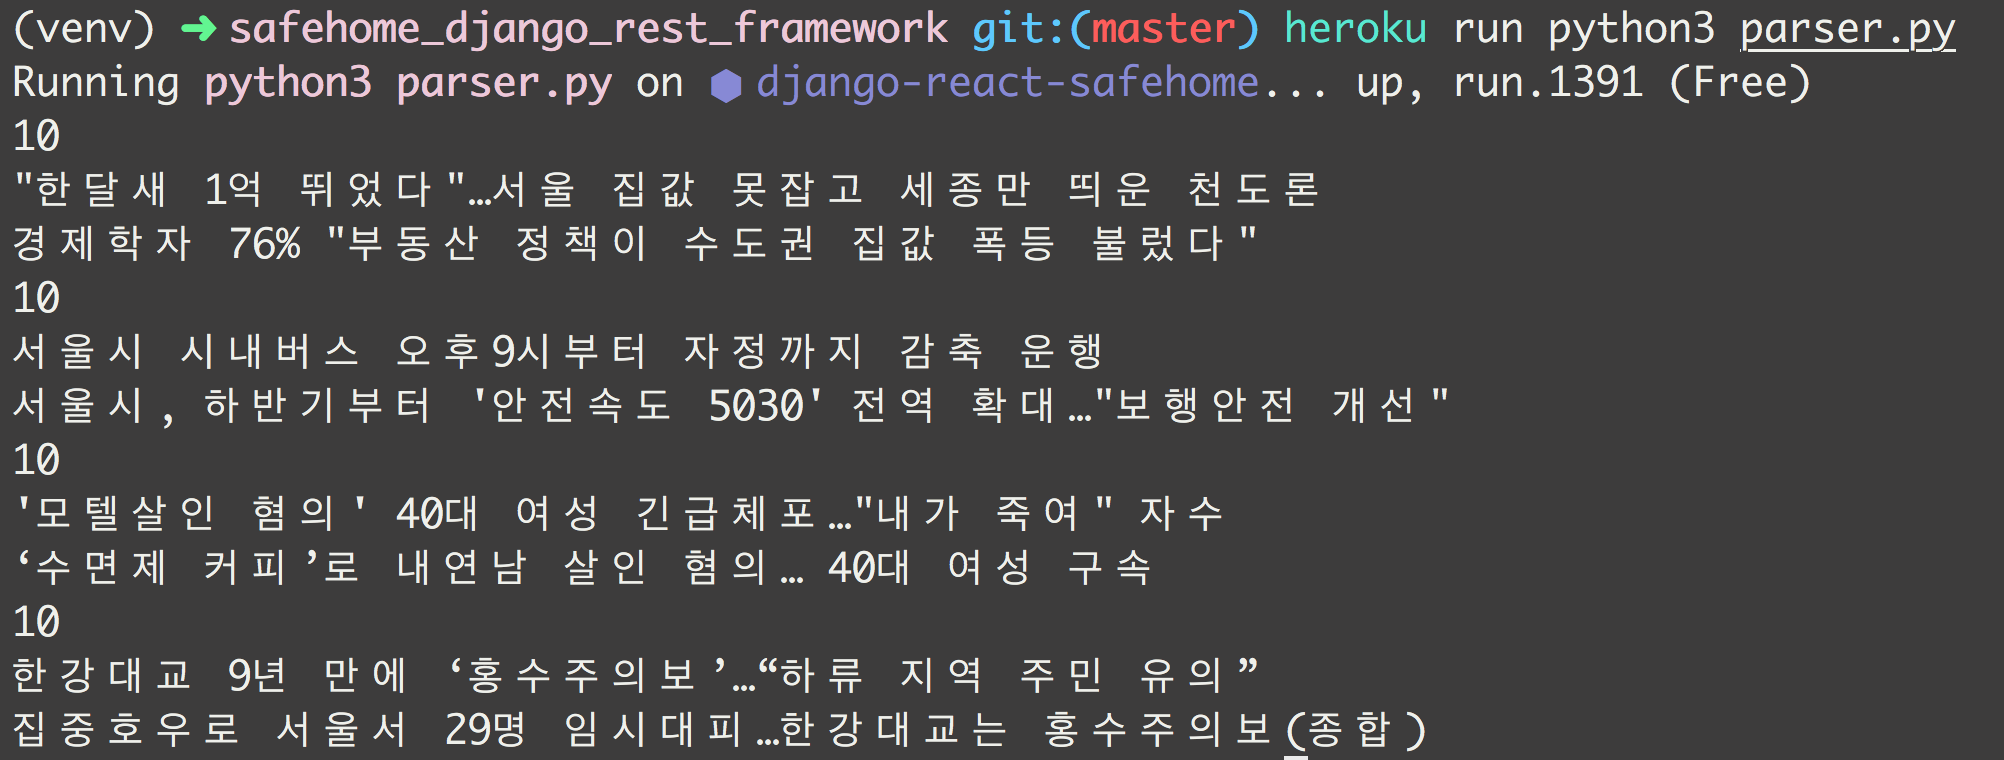 (venv) ➜ safehome_django_rest_framework git:(master) heroku run python3 parser.py
Running python3 parser.py on ⬢ django-react-safehome... up, run.1391 (Free)
10
"한달새 1억 뛰었다"…서울 집값 못잡고 세종만 띄운 천도론
경제학자 76% "부동산 정책이 수도권 집값 폭등 불렀다"
10
서울시 시내버스 오후9시부터 자정까지 감축 운행
서울시, 하반기부터 '안전속도 5030' 전역 확대…"보행안전 개선"
10
'모텔살인 혐의' 40대 여성 긴급체포…"내가 죽여" 자수
‘수면제 커피’로 내연남 살인 혐의… 40대 여성 구속
10
한강대교 9년 만에 ‘홍수주의보’…“하류 지역 주민 유의”
집중호우로 서울서 29명 임시대피…한강대교는 홍수주의보(종합)